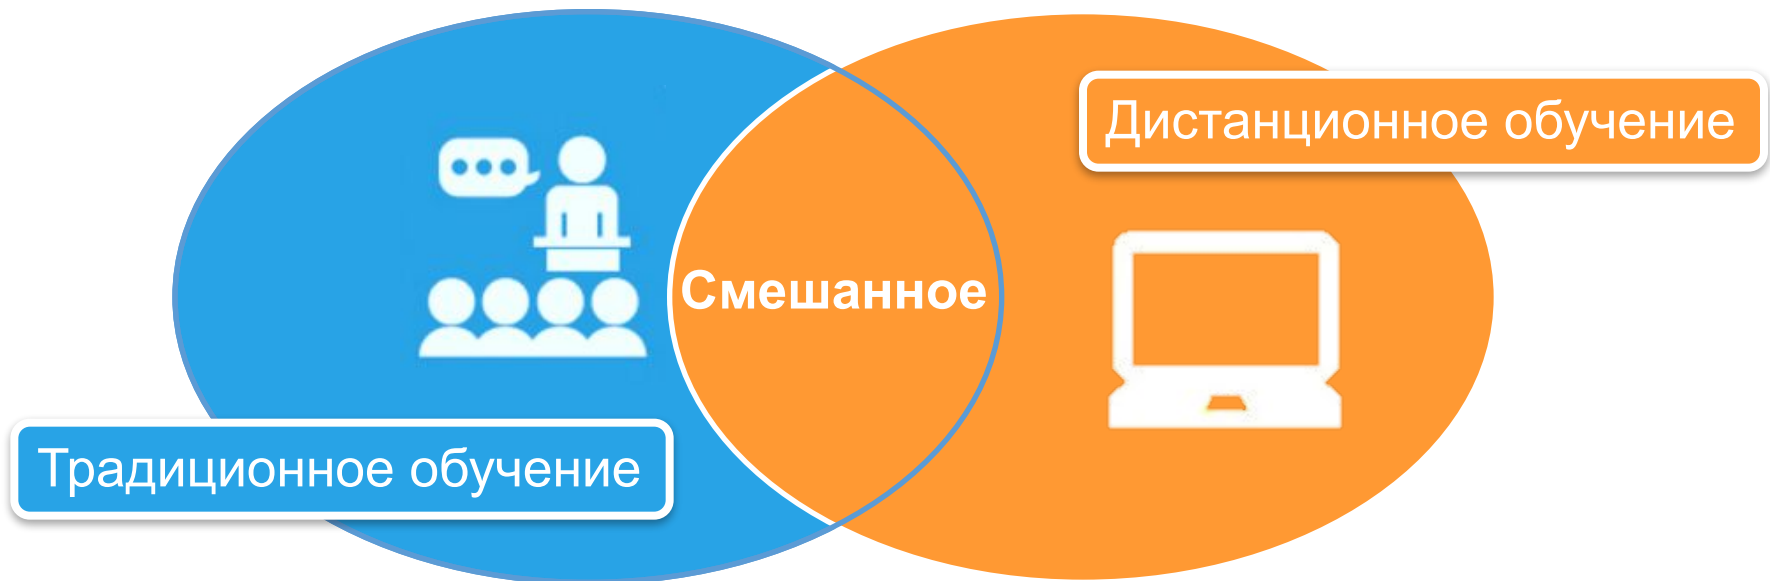 Дистанционное обучение
Смешанное
Традиционное обучение